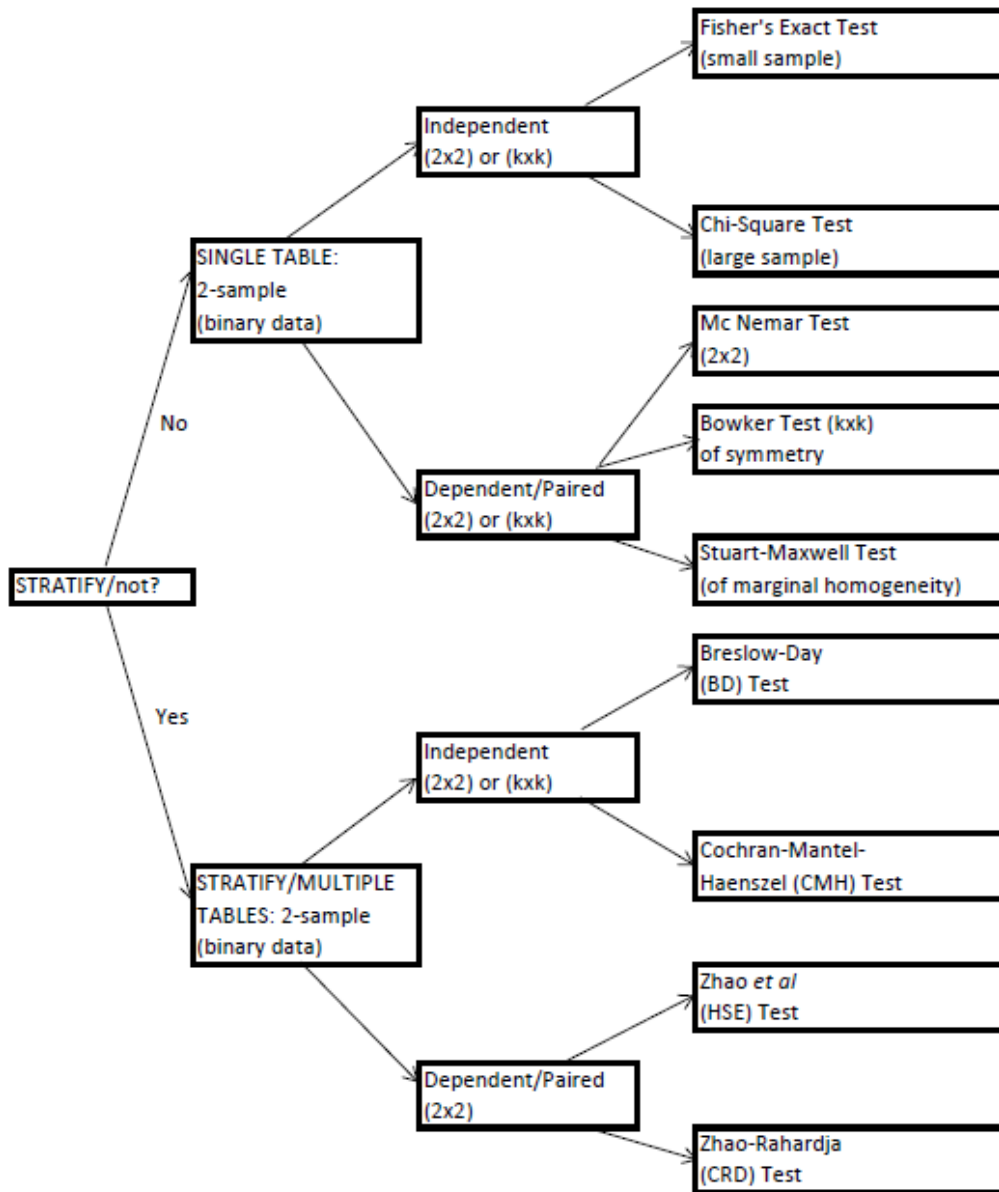 Fisher's Exact Test
(small sample)
Independent
(2x2) or (kxk)
Chi-Square Test
(large sample)
SINGLE TABLE:
2-sample
(binary data)
Mc Nemar Test
(2x2)
No
Bowker Test (kxk)
of symmetry
Dependent/Paired
(2x2) or (kxk)
Stuart-Maxwell Test
(of marginal homogeneity)
STRATIFY/not?
Breslow-Day
(BD) Test
Yes
Independent
(2x2) or (kxk)
Cochran-Mantel-
Haenszel (CMH) Test
STRATIFY/MULTIPLE
TABLES: 2-sample
(binary data)
Zhao et al
(HSE) Test
Dependent/Paired
(2x2)
Zhao-Rahardja
(CRD) Test